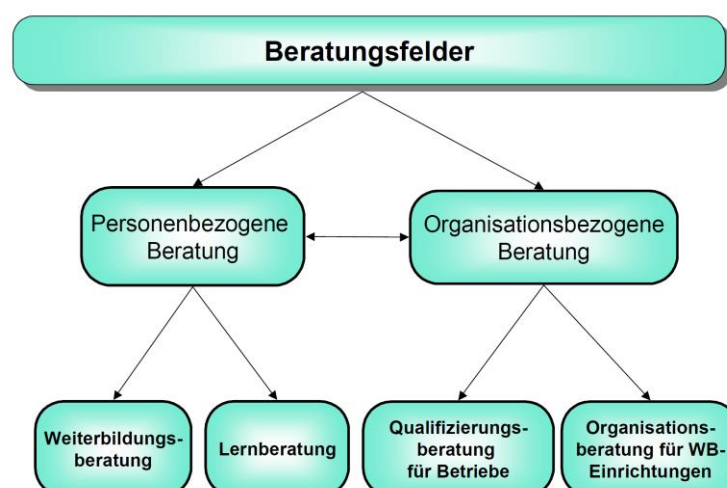 Beratungsfelder
Personenbezogene
Beratung
Organisationsbezogene
Beratung
Weiterbildungs-
beratung
Lernberatung
Qualifizierungs-
beratung
für Betriebe
Organisations-
beratung für WB-
Einrichtungen